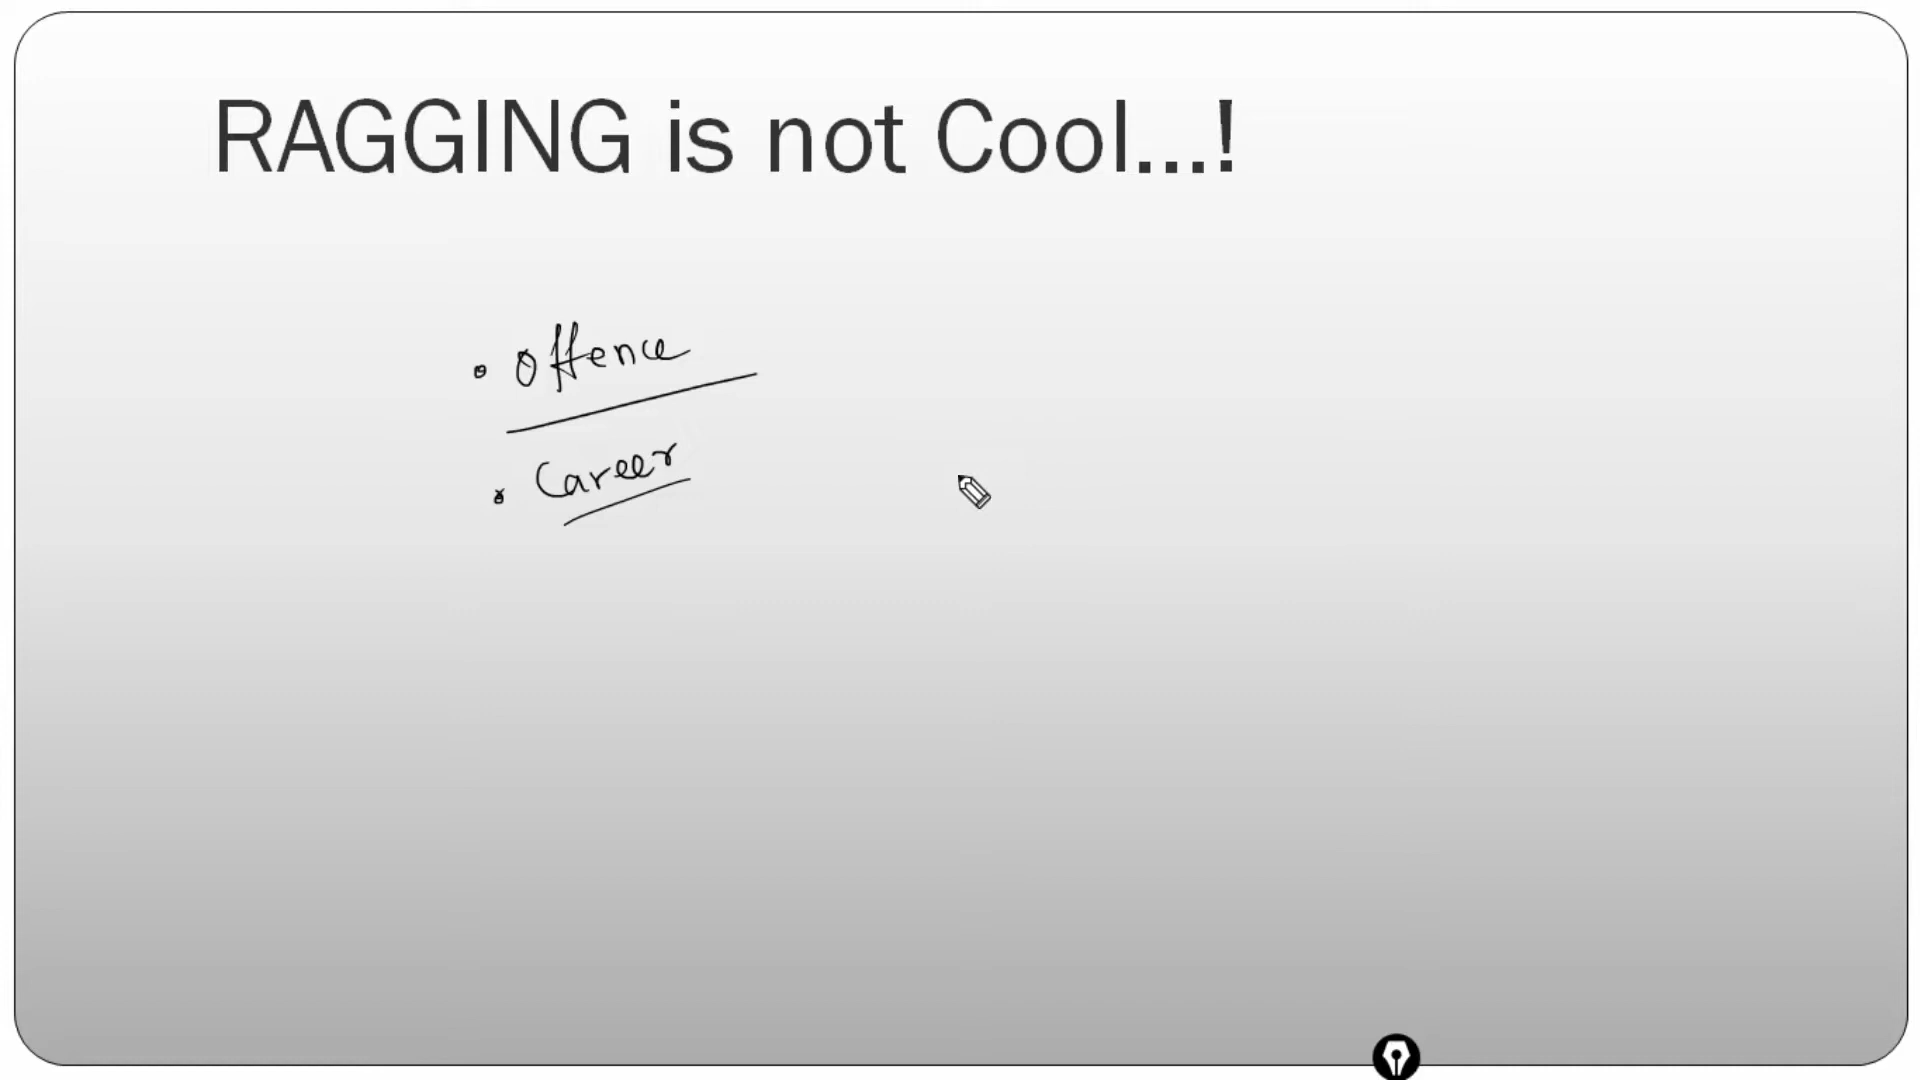 RAGGING is not Cool...!
• Offence
• Career